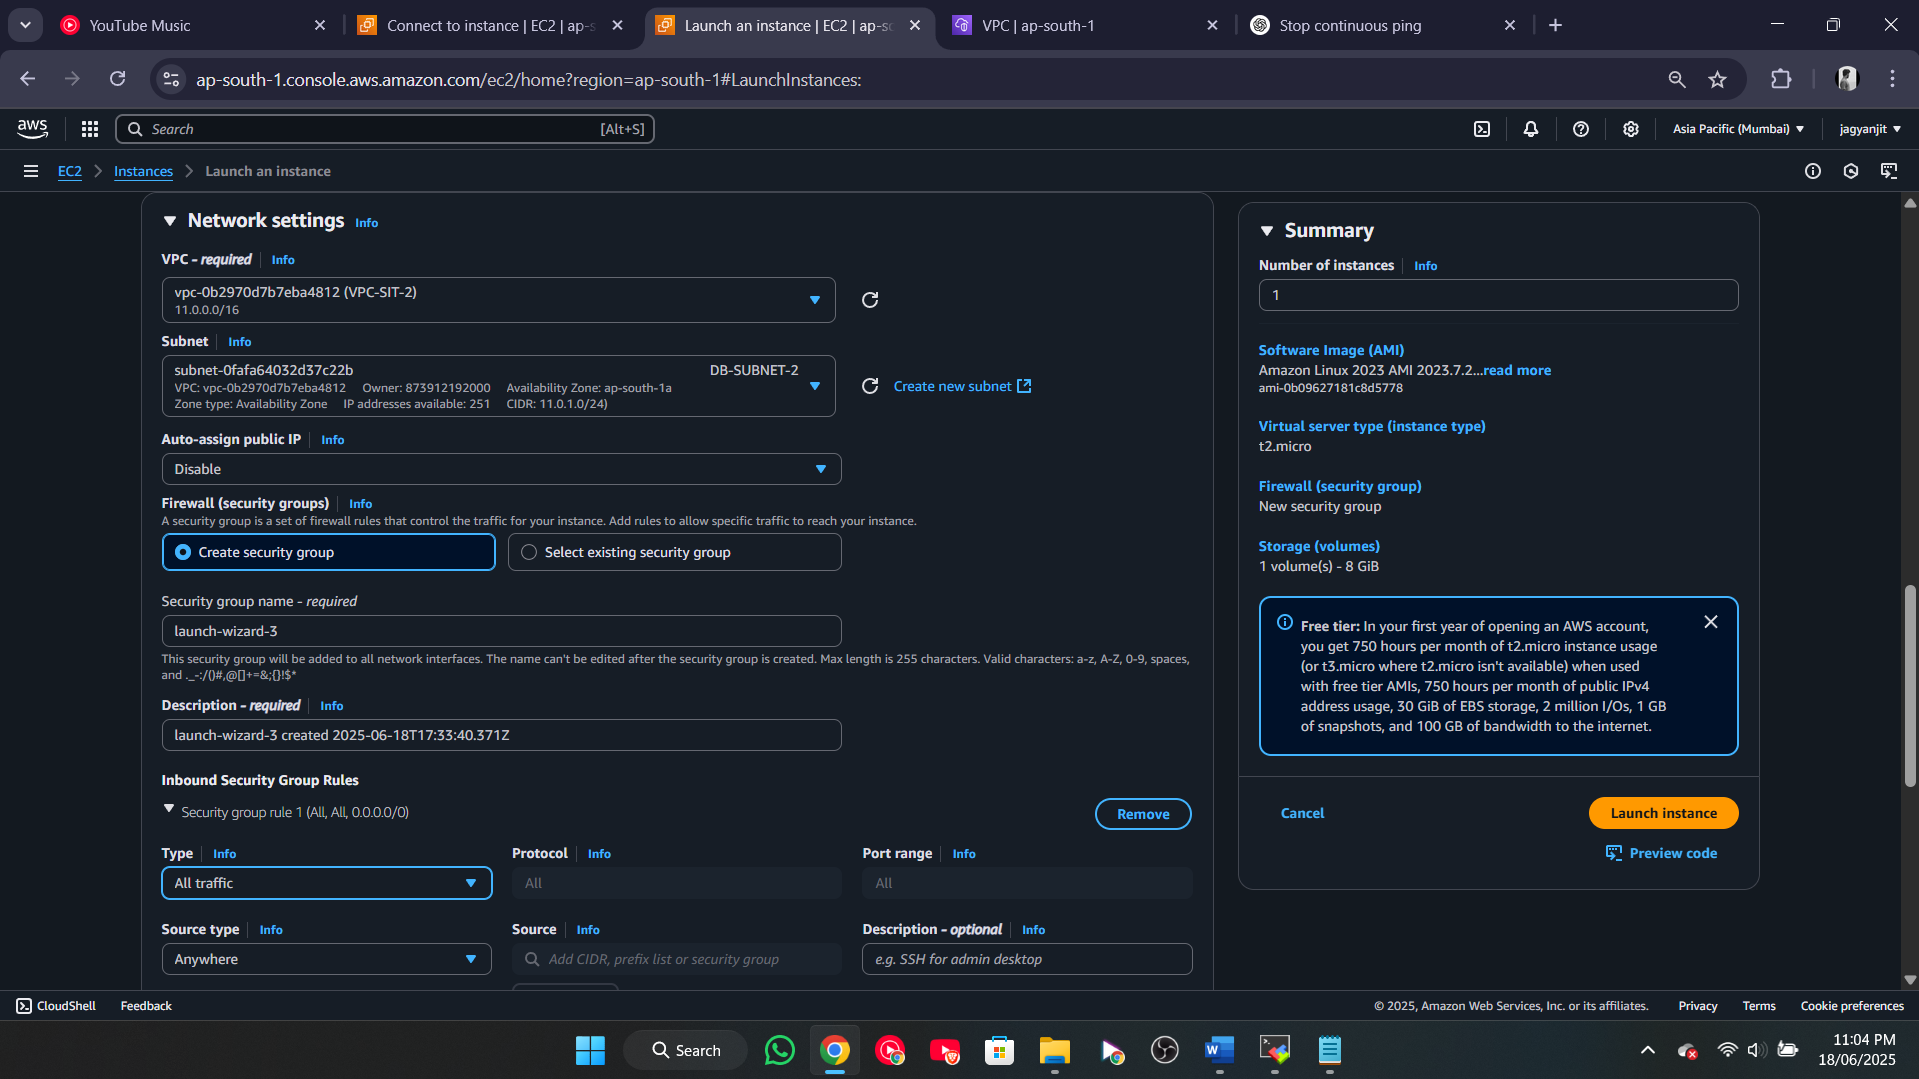 YouTube Music
Connect to instance | EC2 | ap-s
Launch an instance | EC2 | ap-so
VPC | ap-south-1
Stop continuous ping
ap-south-1.console.aws.amazon.com/ec2/home?region=ap-south-1#LaunchInstances:
aws
Search
[Alt+S]
Asia Pacific (Mumbai)
jagyanjit
EC2
Instances
Launch an instance
Network settings Info
VPC – required Info
vpc-0b2970d7b7eba4812 (VPC-SIT-2)
11.0.0.0/16
Subnet Info
subnet-0fafa64032d37c22b DB-SUBNET-2
VPC: vpc-0b2970d7b7eba4812 Owner: 873912192000 Availability Zone: ap-south-1a
Zone type: Availability Zone IP addresses available: 251 CIDR: 11.0.1.0/24)
Create new subnet
Auto-assign public IP Info
Disable
Firewall (security groups) Info
A security group is a set of firewall rules that control the traffic for your instance. Add rules to allow specific traffic to reach your instance.
Create security group
Select existing security group
Security group name – required
launch-wizard-3
This security group will be added to all network interfaces. The name can't be edited after the security group is created. Max length is 255 characters. Valid characters: a-z, A-Z, 0-9, spaces,
and ._-:/()#,@[]+=&;{}!$*
Description – required Info
launch-wizard-3 created 2025-06-18T17:33:40.371Z
Inbound Security Group Rules
Security group rule 1 (All, All, 0.0.0.0/0)
Remove
Type Info
Protocol Info
Port range Info
All traffic
All
All
Source type Info
Source Info
Description – optional Info
Anywhere
Add CIDR, prefix list or security group
e.g. SSH for admin desktop
Summary
Number of instances Info
1
Software Image (AMI)
Amazon Linux 2023 AMI 2023.7.2...read more
ami-0b09627181c8d5778
Virtual server type (instance type)
t2.micro
Firewall (security group)
New security group
Storage (volumes)
1 volume(s) - 8 GiB
Free tier: In your first year of opening an AWS account,
you get 750 hours per month of t2.micro instance usage
(or t3.micro where t2.micro isn't available) when used
with free tier AMIs, 750 hours per month of public IPv4
address usage, 30 GiB of EBS storage, 2 million I/Os, 1 GB
of snapshots, and 100 GB of bandwidth to the internet.
Cancel
Launch instance
Preview code
CloudShell
Feedback
© 2025, Amazon Web Services, Inc. or its affiliates.
Privacy
Terms
Cookie preferences
Search
11:04 PM
18/06/2025